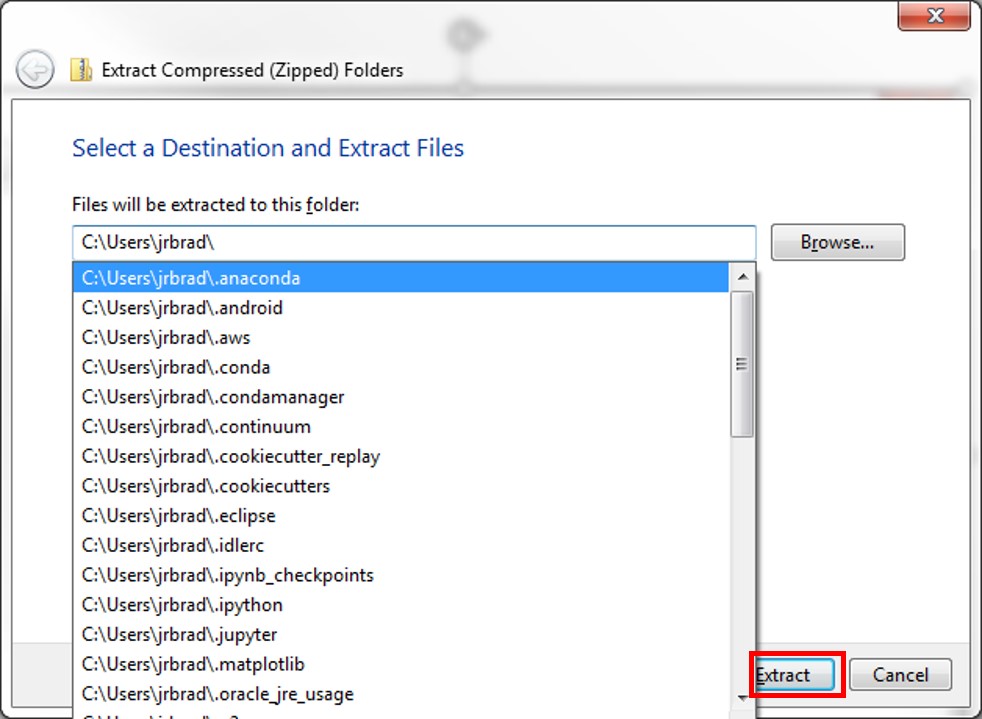 Extract Compressed (Zipped) Folders
Select a Destination and Extract Files
Files will be extracted to this folder:
C:\Users\jrbrad\
Browse...
C:\Users\jrbrad\.anaconda
C:\Users\jrbrad\.android
C:\Users\jrbrad\.aws
C:\Users\jrbrad\.conda
C:\Users\jrbrad\.condamanager
C:\Users\jrbrad\.continuum
C:\Users\jrbrad\.cookiecutter_replay
C:\Users\jrbrad\.cookiecutters
C:\Users\jrbrad\.eclipse
C:\Users\jrbrad\.idlerc
C:\Users\jrbrad\.ipynb_checkpoints
C:\Users\jrbrad\.ipython
C:\Users\jrbrad\.jupyter
C:\Users\jrbrad\.matplotlib
C:\Users\jrbrad\.oracle_jre_usage
Extract
Cancel